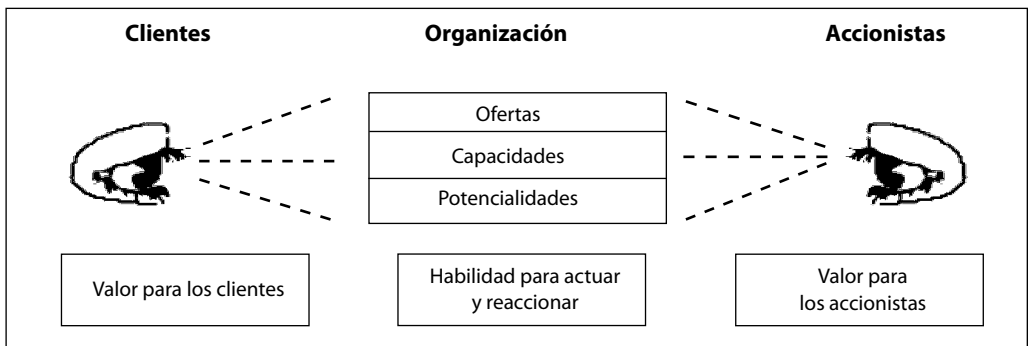 Clientes
Organización
Accionistas
Ofertas
Capacidades
Potencialidades
Valor para los clientes
Habilidad para actuar
y reaccionar
Valor para
los accionistas